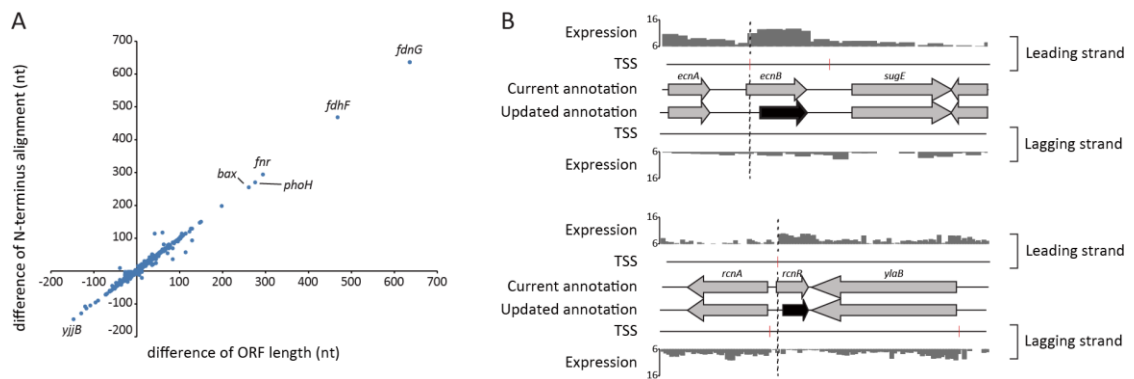 A
700
600
500
400
300
200
100
-200
-100
0
100
200
300
400
500
600
700
-100
-200
fdnG
fdhF
fnr
bax
phoH
yjjB
difference of N-terminus alignment (nt)
difference of ORF length (nt)
B
16
Expression
6
TSS
Leading strand
ecnA
ecnB
sugE
Current annotation
Updated annotation
TSS
Lagging strand
6
Expression
16
16
Expression
6
TSS
Leading strand
rcnA
rcnR
ylaB
Current annotation
Updated annotation
TSS
Lagging strand
6
Expression
16